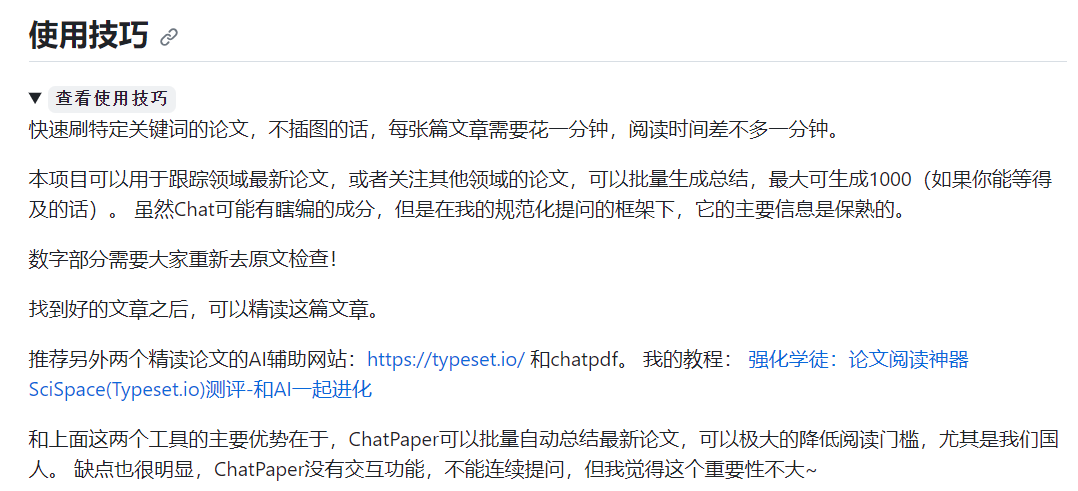 使用技巧
查看使用技巧
快速刷特定关键词的论文，不插图的话，每张篇文章需要花一分钟，阅读时间差不多一分钟。
本项目可以用于跟踪领域最新论文，或者关注其他领域的论文，可以批量生成总结，最大可生成1000（如果你能等得
及的话）。 虽然Chat可能有瞎编的成分，但是在我的规范化提问的框架下，它的主要信息是保熟的。
数字部分需要大家重新去原文检查！
找到好的文章之后，可以精读这篇文章。
推荐另外两个精读论文的AI辅助网站：https://typeset.io/ 和chatpdf。 我的教程： 强化学徒：论文阅读神器
SciSpace(Typeset.io)测评-和AI一起进化
和上面这两个工具的主要优势在于，ChatPaper可以批量自动总结最新论文，可以极大的降低阅读门槛，尤其是我们国
人。 缺点也很明显，ChatPaper没有交互功能，不能连续提问，但我觉得这个重要性不大~